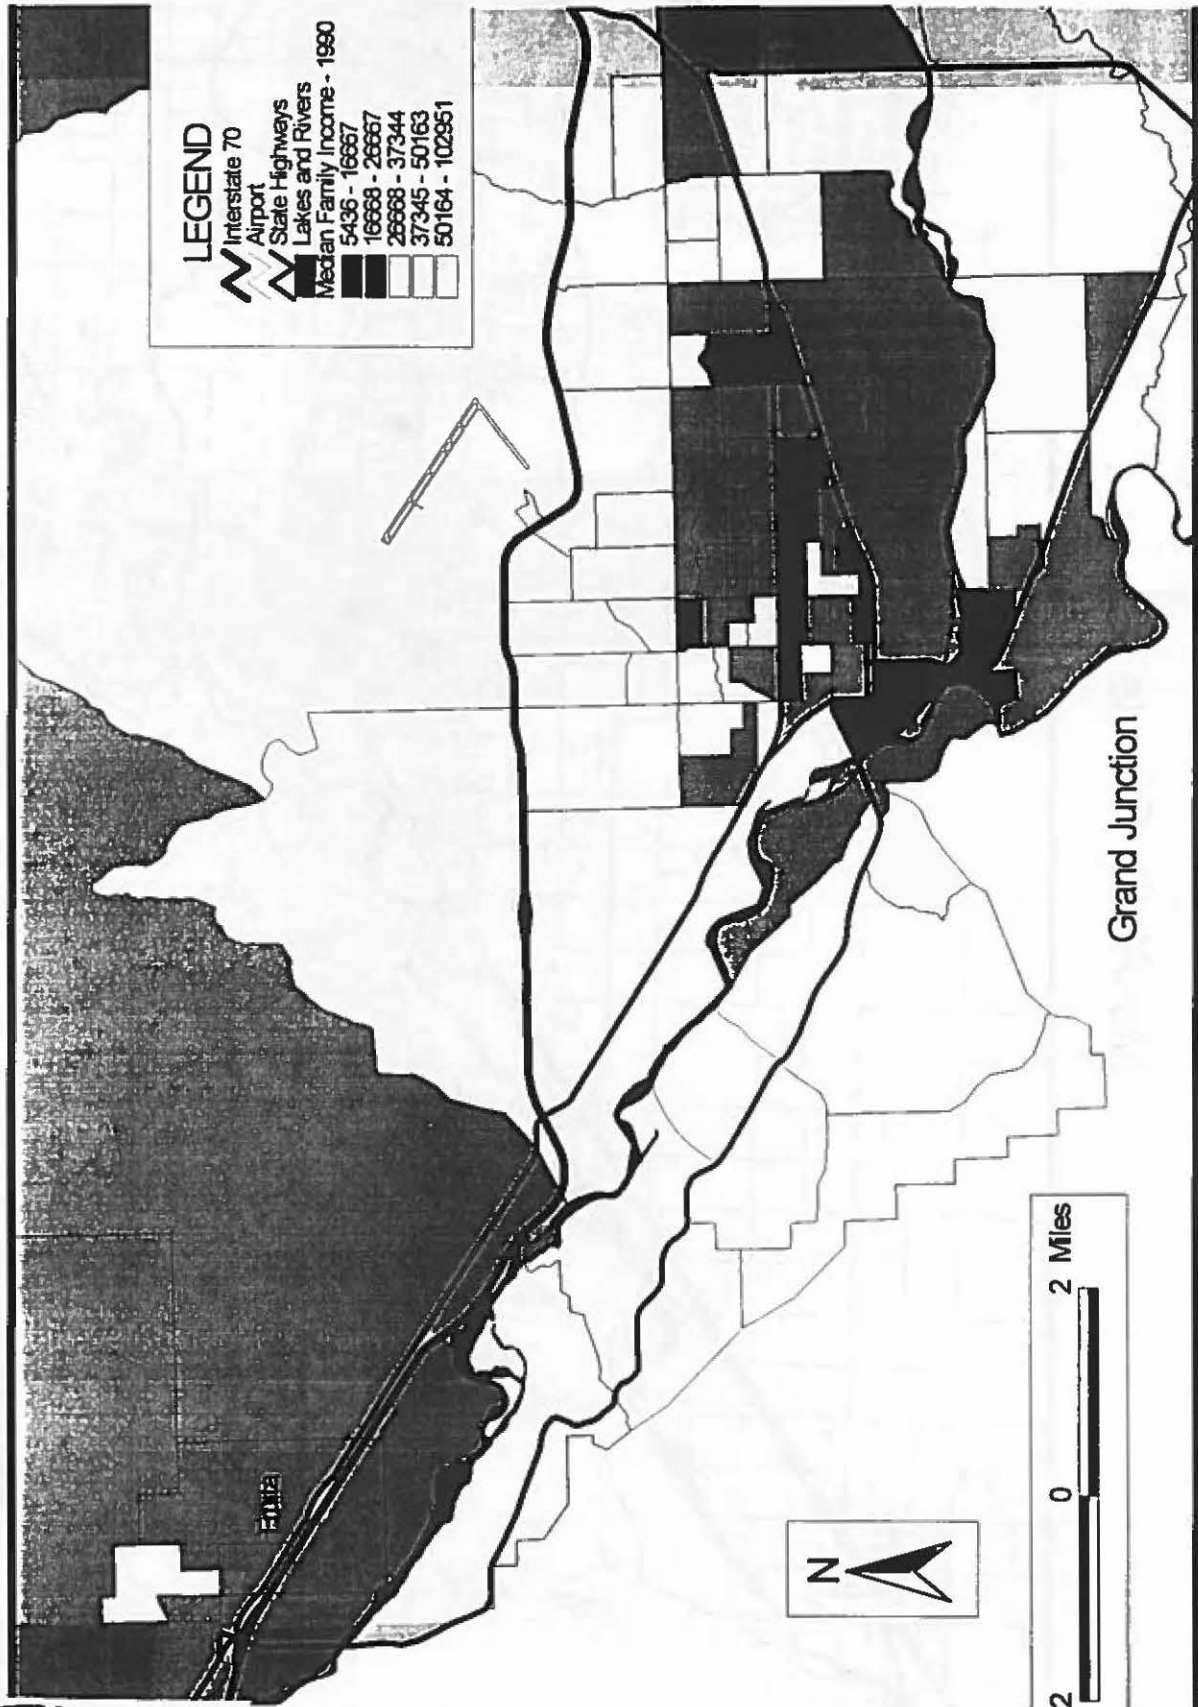 LEGEND
Interstate 70
Airport
State Highways
Lakes and Rivers
Median Family Income - 1990
5436 - 16667
16668 - 26667
26668 - 37344
37345 - 50163
50164 - 102951
Fruita
Grand Junction
N
2 0 2 Miles